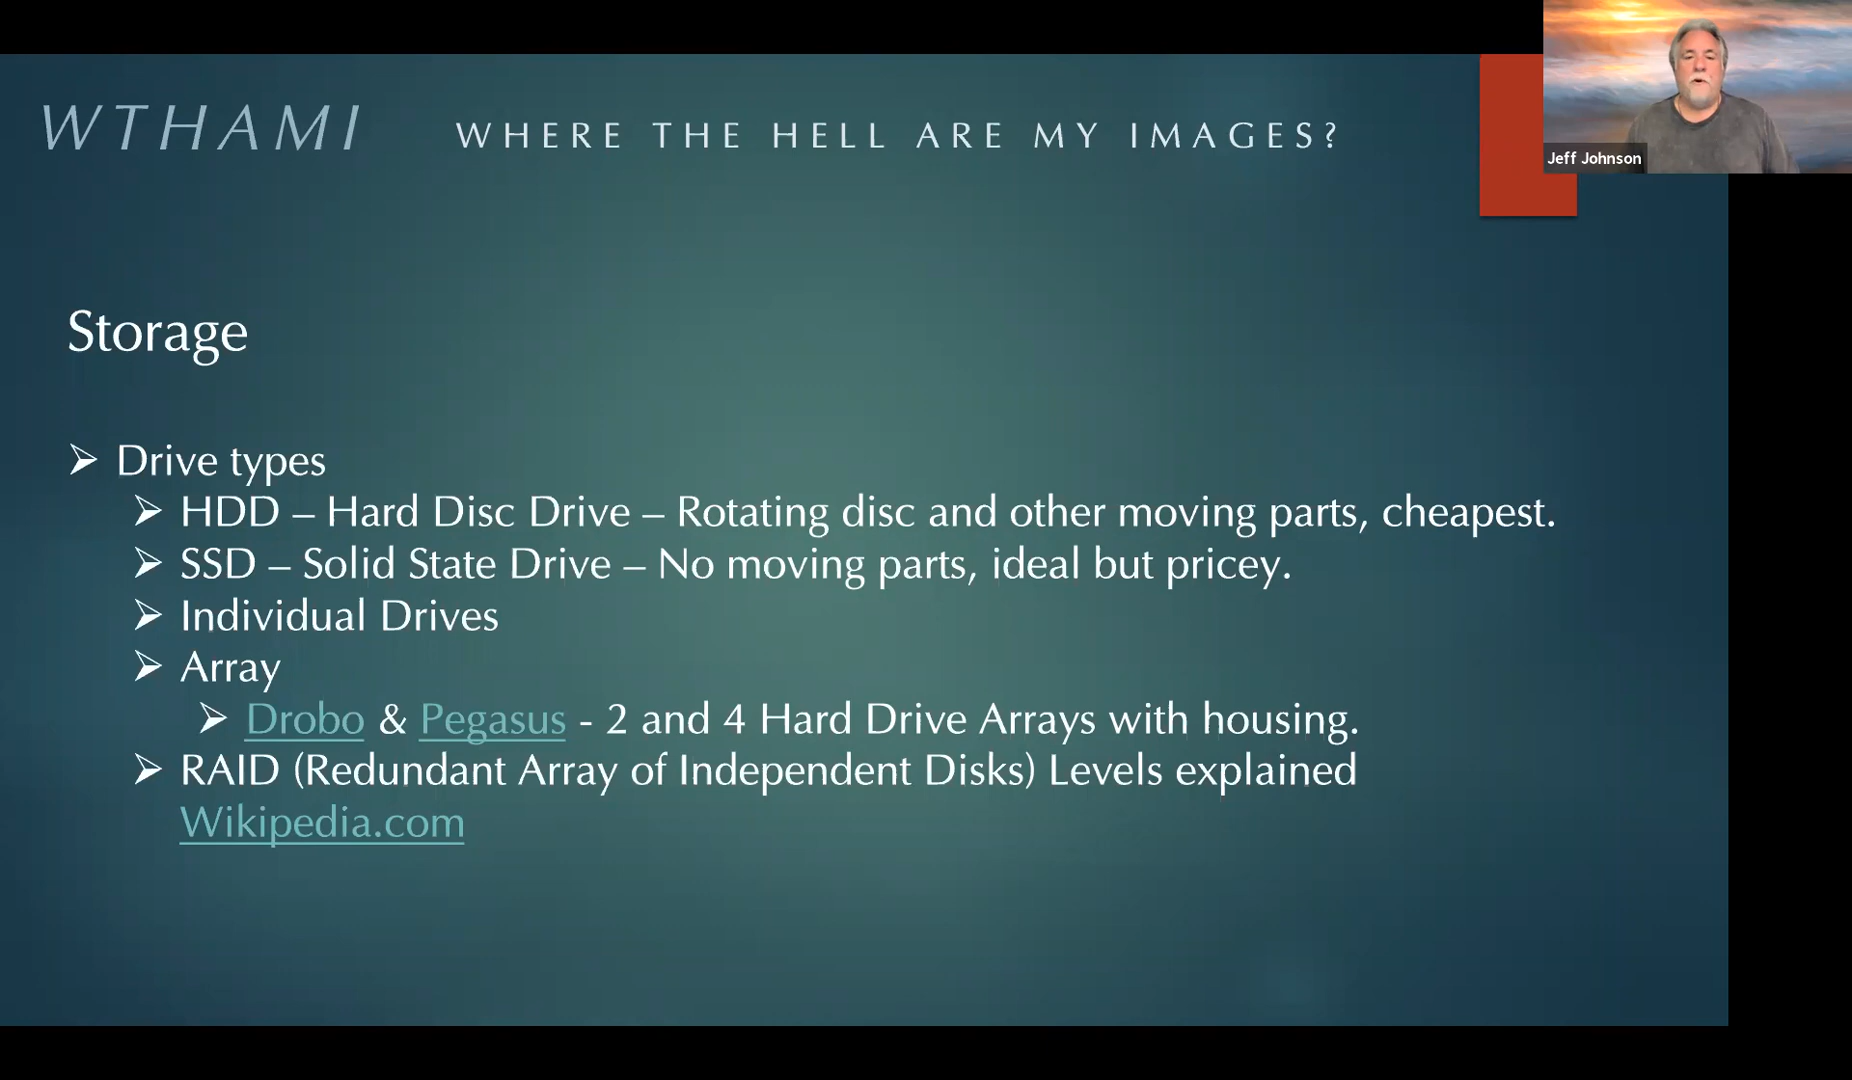 WTHAMI WHERE THE HELL ARE MY IMAGES?
Jeff Johnson
Storage
Drive types
HDD – Hard Disc Drive – Rotating disc and other moving parts, cheapest.
SSD – Solid State Drive – No moving parts, ideal but pricey.
Individual Drives
Array
Drobo & Pegasus - 2 and 4 Hard Drive Arrays with housing.
RAID (Redundant Array of Independent Disks) Levels explained
Wikipedia.com